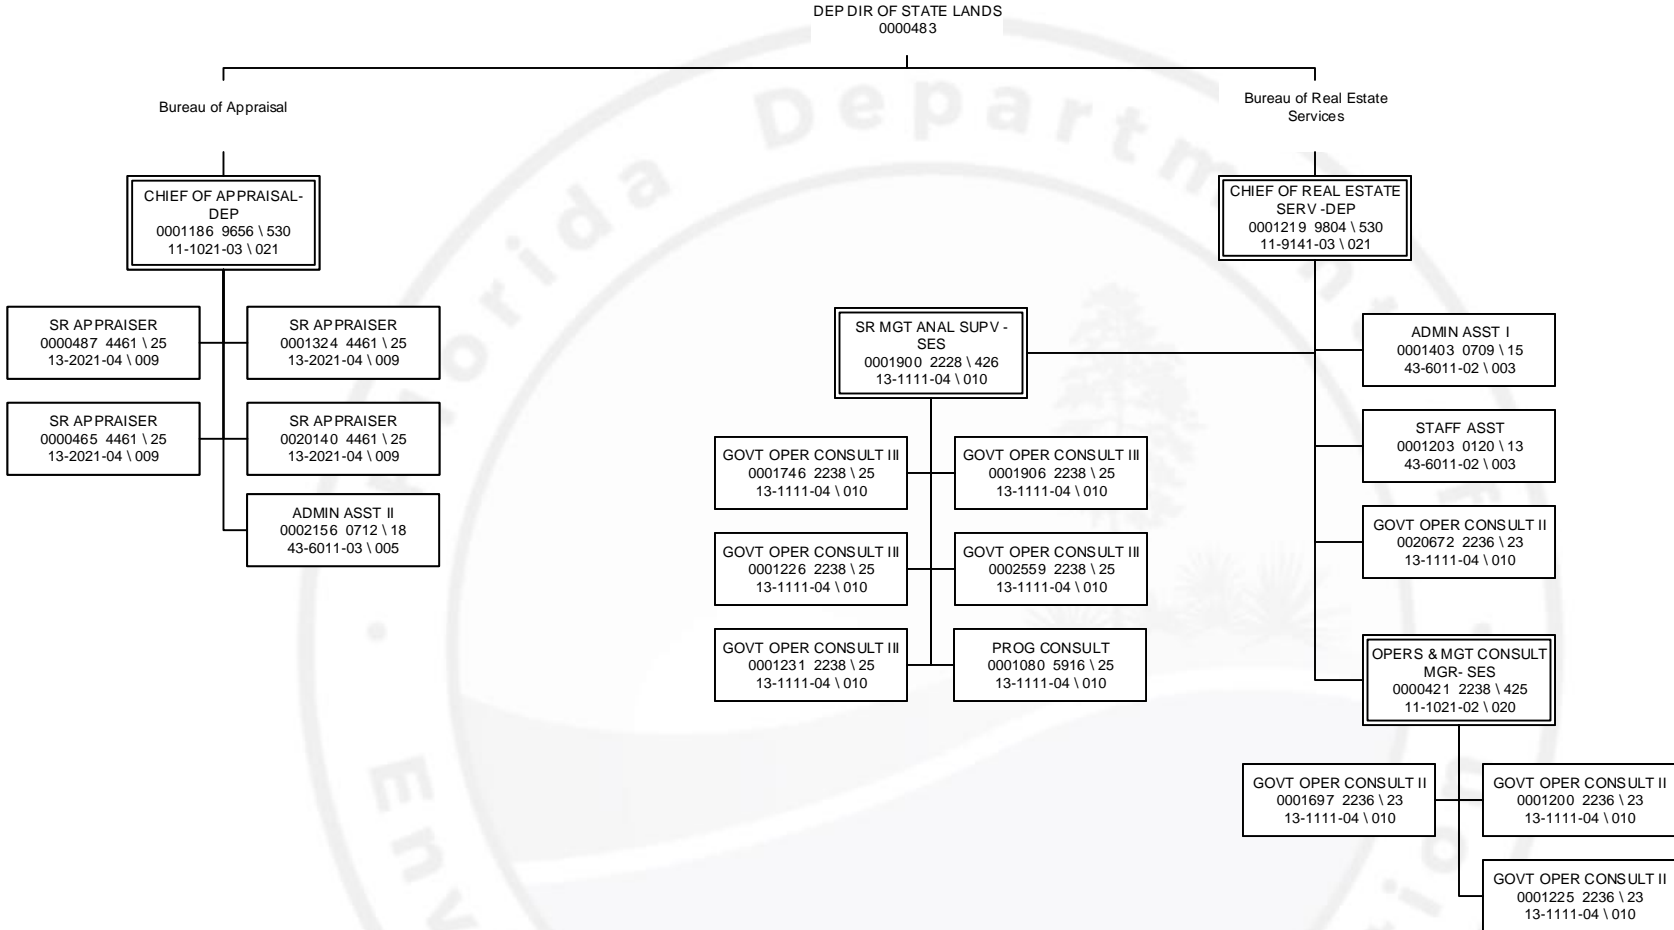 DEP DIR OF STATE LANDS
0000483
Bureau of Appraisal
Bureau of Real Estate
Services
CHIEF OF APPRAISAL-
DEP
0001186 9656 \ 530
11-1021-03 \ 021
CHIEF OF REAL ESTATE
SERV -DEP
0001219 9804 \ 530
11-9141-03 \ 021
SR APPRAISER
0000487 4461 \ 25
13-2021-04 \ 009
SR APPRAISER
0001324 4461 \ 25
13-2021-04 \ 009
SR APPRAISER
0000465 4461 \ 25
13-2021-04 \ 009
SR APPRAISER
0020140 4461 \ 25
13-2021-04 \ 009
ADMIN ASST II
0002156 0712 \ 18
43-6011-03 \ 005
SR MGT ANAL SUPV -
SES
0001900 2228 \ 426
13-1111-04 \ 010
GOVT OPER CONSULT III
0001746 2238 \ 25
13-1111-04 \ 010
GOVT OPER CONSULT III
0001906 2238 \ 25
13-1111-04 \ 010
GOVT OPER CONSULT III
0001226 2238 \ 25
13-1111-04 \ 010
GOVT OPER CONSULT III
0002559 2238 \ 25
13-1111-04 \ 010
GOVT OPER CONSULT III
0001231 2238 \ 25
13-1111-04 \ 010
PROG CONSULT
0001080 5916 \ 25
13-1111-04 \ 010
ADMIN ASST I
0001403 0709 \ 15
43-6011-02 \ 003
STAFF ASST
0001203 0120 \ 13
43-6011-02 \ 003
GOVT OPER CONSULT II
0020672 2236 \ 23
13-1111-04 \ 010
OPERS & MGT CONSULT
MGR- SES
0000421 2238 \ 425
11-1021-02 \ 020
GOVT OPER CONSULT II
0001697 2236 \ 23
13-1111-04 \ 010
GOVT OPER CONSULT II
0001200 2236 \ 23
13-1111-04 \ 010
GOVT OPER CONSULT II
0001225 2236 \ 23
13-1111-04 \ 010
Florida Department of